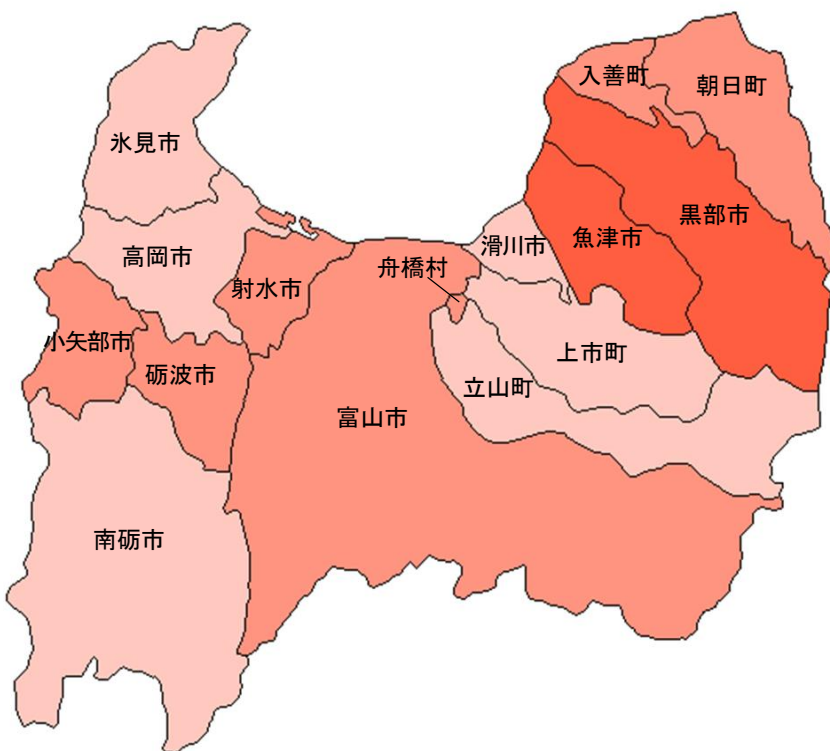 入善町
朝日町
氷見市
黒部市
魚津市
滑川市
高岡市
舟橋村
射水市
小矢部市
砺波市
上市町
立山町
富山市
南砺市